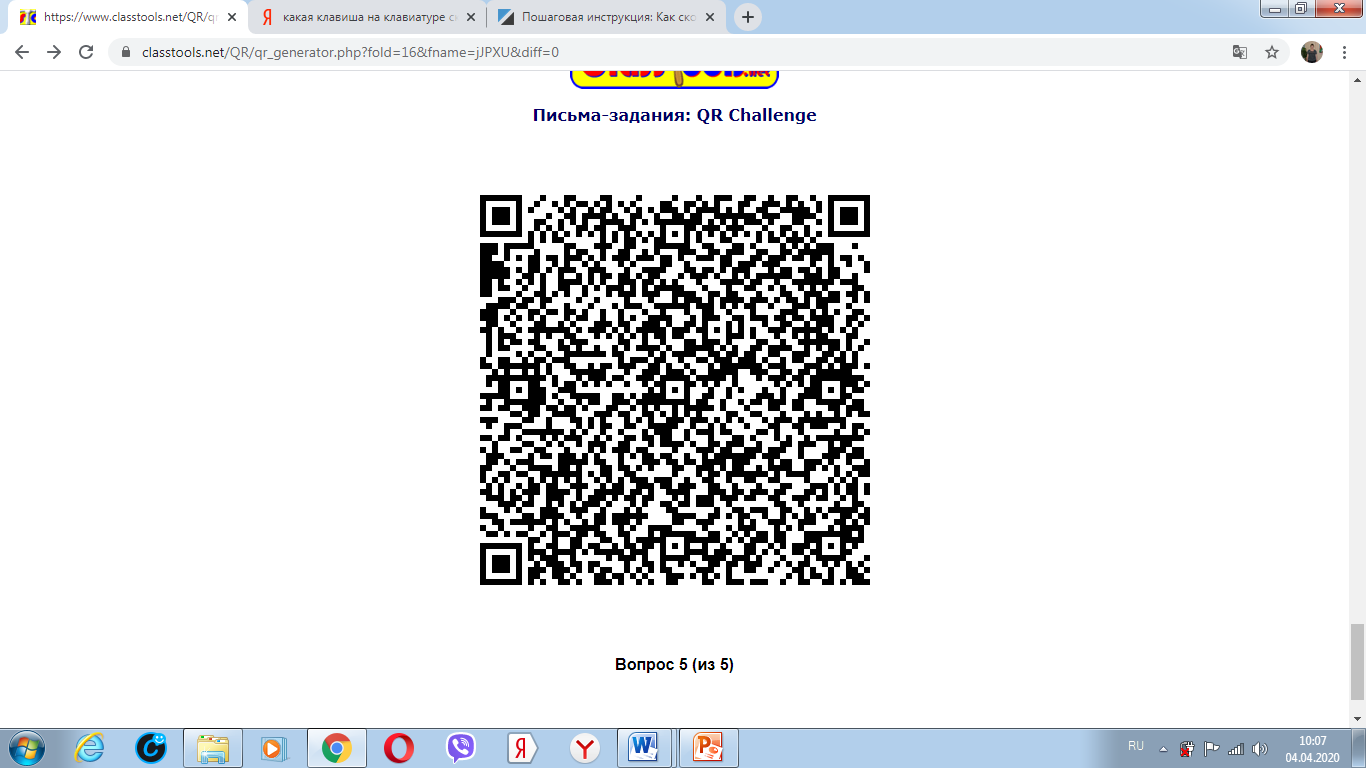 https://www.classtools.net/QR/qr
какая клавиша на клавиатуре ск
Пошаговая инструкция: Как ско
classtools.net/QR/qr_generator.php?fold=16&fname=jJPXU&diff=0
Письма-задания: QR Challenge
Вопрос 5 (из 5)
RU
10:07
04.04.2020